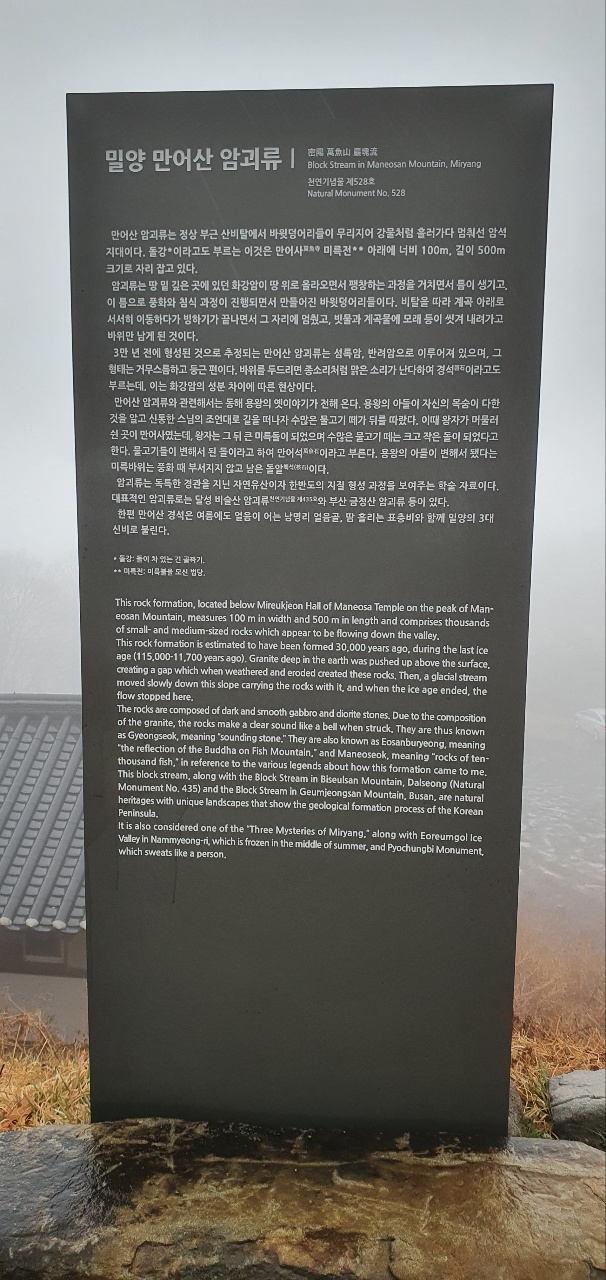 밀양 만어산 암괴류
密陽 萬魚山 巖塊流
Block Stream in Maneosan Mountain, Miryang
천연기념물 제528호
Natural Monument No. 528
만어산 암괴류는 정상 부근 산비탈에서 바윗덩어리들이 무리지어 강물처럼 흘러가다 멈춰선 암석
지대이다. 돌강*이라고도 부르는 이것은 만어사萬魚寺 미륵전** 아래에 너비 100m, 길이 500m
크기로 자리 잡고 있다.
암괴류는 땅 밑 깊은 곳에 있던 화강암이 땅 위로 올라오면서 팽창하는 과정을 거치면서 틈이 생기고,
이 틈으로 풍화와 침식 과정이 진행되면서 만들어진 바윗덩어리들이다. 비탈을 따라 계곡 아래로
서서히 이동하다가 빙하기가 끝나면서 그 자리에 멈췄고, 빗물과 계곡물에 모래 등이 씻겨 내려가고
바위만 남게 된 것이다.
3만 년 전에 형성된 것으로 추정되는 만어산 암괴류는 섬록암, 반려암으로 이루어져 있으며, 그
형태는 거무스름하고 둥근 편이다. 바위를 두드리면 종소리처럼 맑은 소리가 난다하여 경석이라고도
부르는데, 이는 화강암의 성분 차이에 따른 현상이다.
만어산 암괴류와 관련해서는 동해 용왕의 옛이야기가 전해 온다. 용왕의 아들이 자신의 목숨이 다한
것을 알고 신통한 스님의 조언대로 길을 떠나자 수많은 물고기 떼가 뒤를 따랐다. 이때 왕자가 머물러
쉰 곳이 만어사였는데, 왕자는 그 뒤 큰 미륵돌이 되었으며 수많은 물고기 떼는 크고 작은 돌이 되었다고
한다. 물고기들이 변해서 된 돌이라고 하여 만어석萬魚石이라고 부른다. 용왕의 아들이 변해서 됐다는
미륵바위는 풍화 때 부서지지 않고 남은 돌알이다.
암괴류는 독특한 경관을 지닌 자연유산이자 한반도의 지질 형성 과정을 보여주는 학술 자료이다.
대표적인 암괴류로는 달성 비슬산 암괴류천연기념물 제435호와 부산 금정산 암괴류 등이 있다.
한편 만어산 경석은 여름에도 얼음이 어는 남명리 얼음골, 땀 흘리는 표충비와 함께 밀양의 3대
신비로 불린다.
* 돌강: 돌이 차 있는 긴 골짜기.
** 미륵전: 미륵불을 모신 법당.
This rock formation, located below Mireukjeon Hall of Maneosa Temple on the peak of Man-
eosan Mountain, measures 100 m in width and 500 m in length and comprises thousands
of small- and medium-sized rocks which appear to be flowing down the valley.
This rock formation is estimated to have been formed 30,000 years ago, during the last ice
age (115,000-11,700 years ago). Granite deep in the earth was pushed up above the surface,
creating a gap which when weathered and eroded created these rocks. Then, a glacial stream
moved slowly down this slope carrying the rocks with it, and when the ice age ended, the
flow stopped here.
The rocks are composed of dark and smooth gabbro and diorite stones. Due to the composition
of the granite, the rocks make a clear sound like a bell when struck. They are thus known
as Gyeongseok, meaning "sounding stone." They are also known as Eosanburyeong, meaning
"the reflection of the Buddha on Fish Mountain," and Maneoseok, meaning "rocks of ten-
thousand fish," in reference to the various legends about how this formation came to me.
This block stream, along with the Block Stream in Biseulsan Mountain, Dalseong (Natural
Monument No. 435) and the Block Stream in Geumjeongsan Mountain, Busan, are natural
heritages with unique landscapes that show the geological formation process of the Korean
Peninsula.
It is also considered one of the "Three Mysteries of Miryang," along with Eoreumgol Ice
Valley in Nammyeong-ri, which is frozen in the middle of summer, and Pyochungbi Monument,
which sweats like a person.